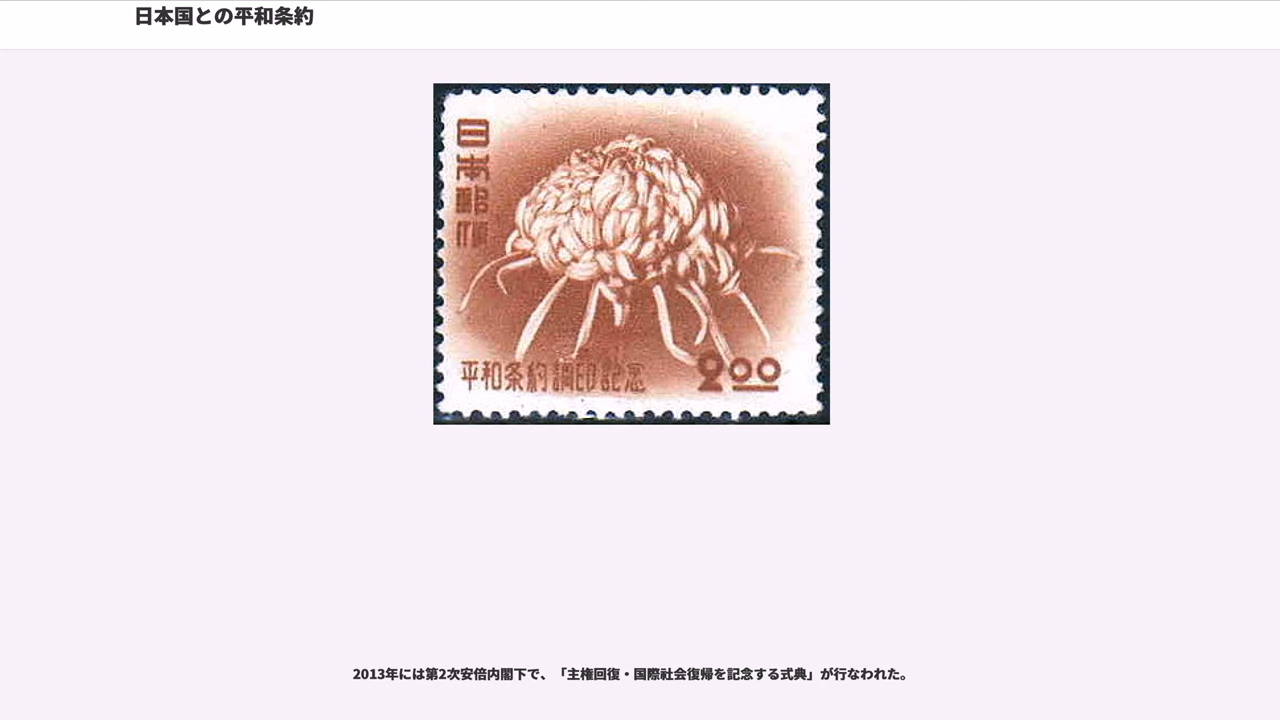 日本国との平和条約
日本郵便
平和条約調印記念
200
2013年には第2次安倍内閣下で、「主権回復・国際社会復帰を記念する式典」が行なわれた。